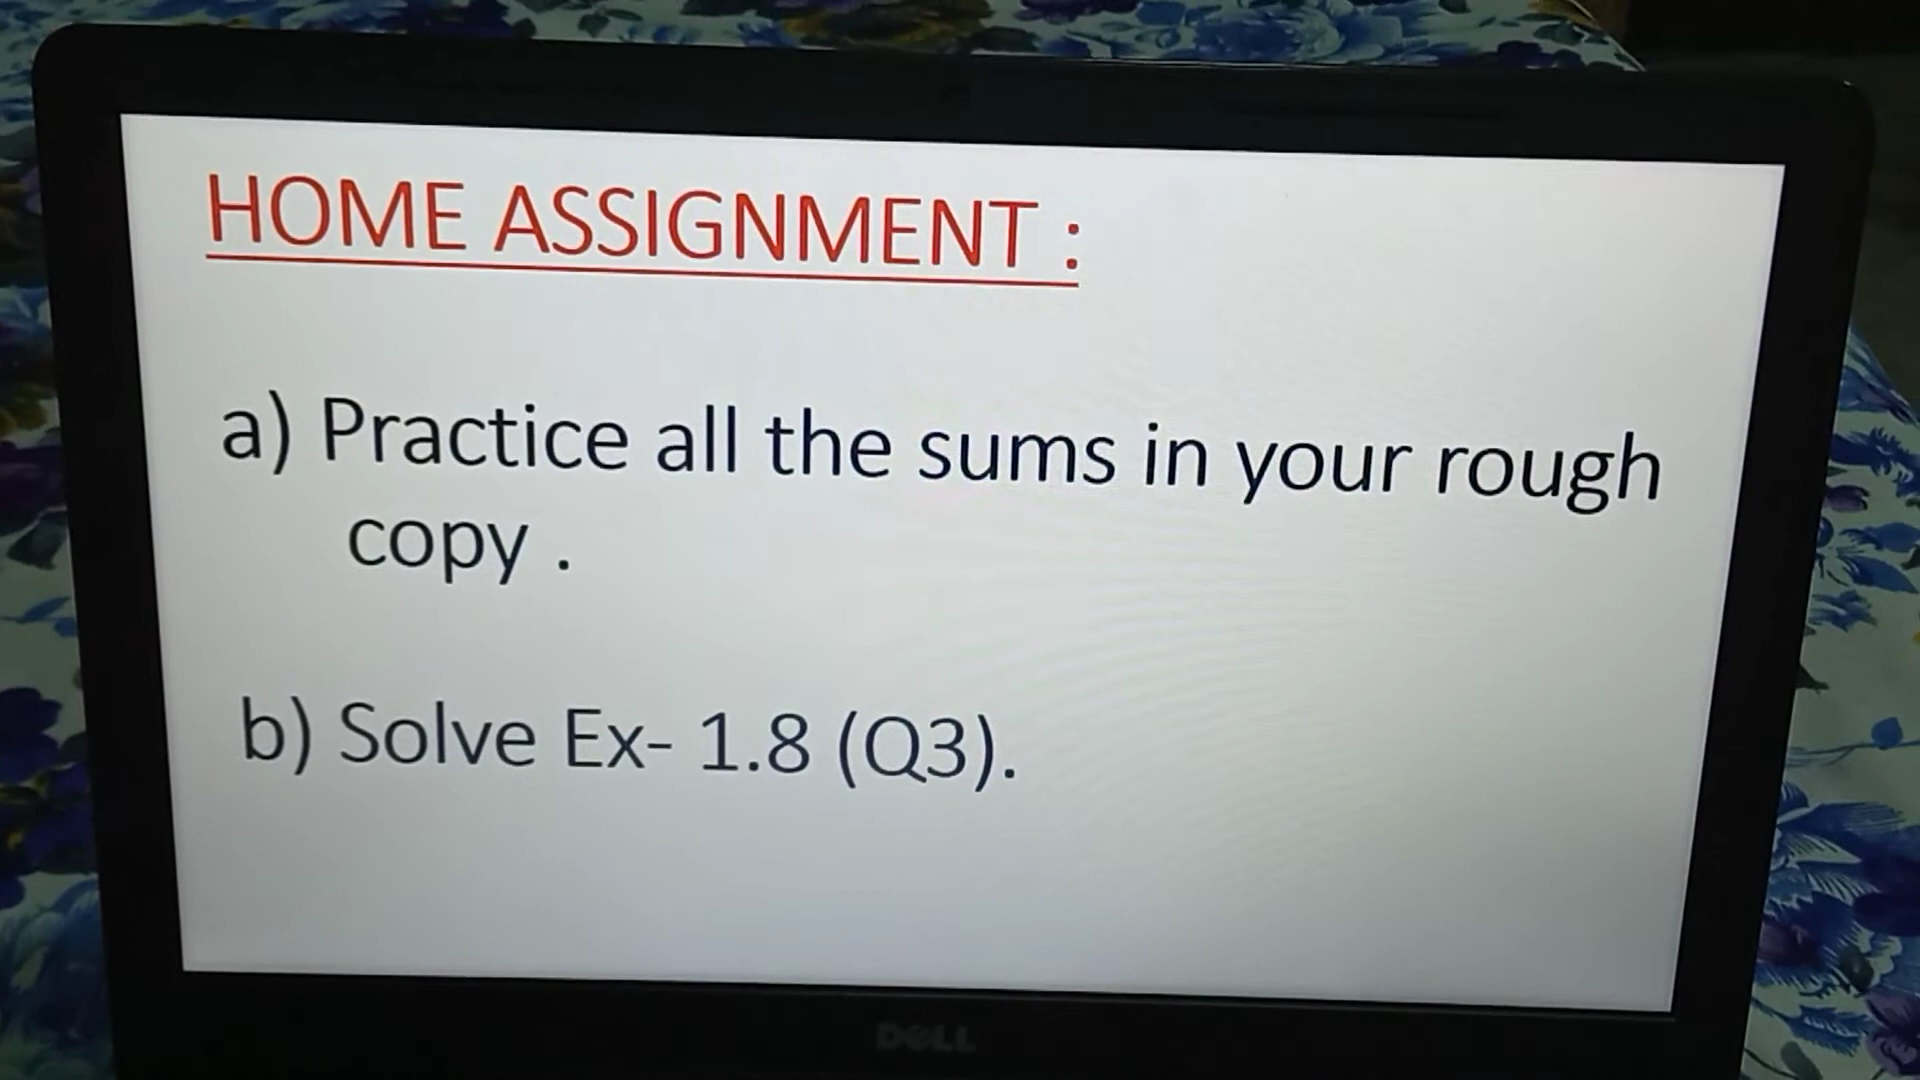 HOME ASSIGNMENT :
a) Practice all the sums in your rough
copy .
b) Solve Ex- 1.8 (Q3).
DELL